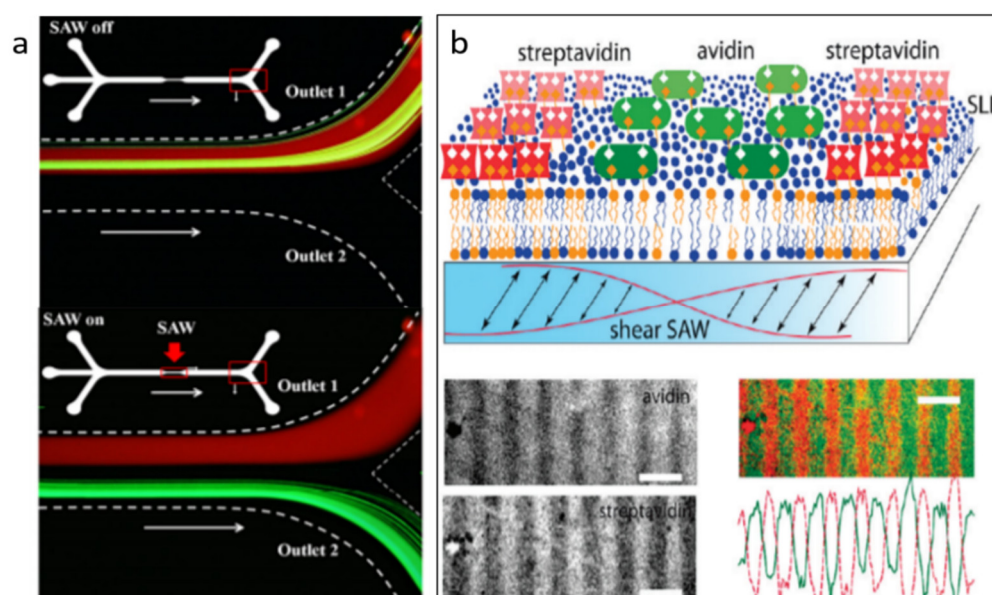 a
SAW off
Outlet 1
Outlet 2
SAW on
SAW
Outlet 1
Outlet 2
b
streptavidin avidin streptavidin
shear SAW
avidin
streptavidin